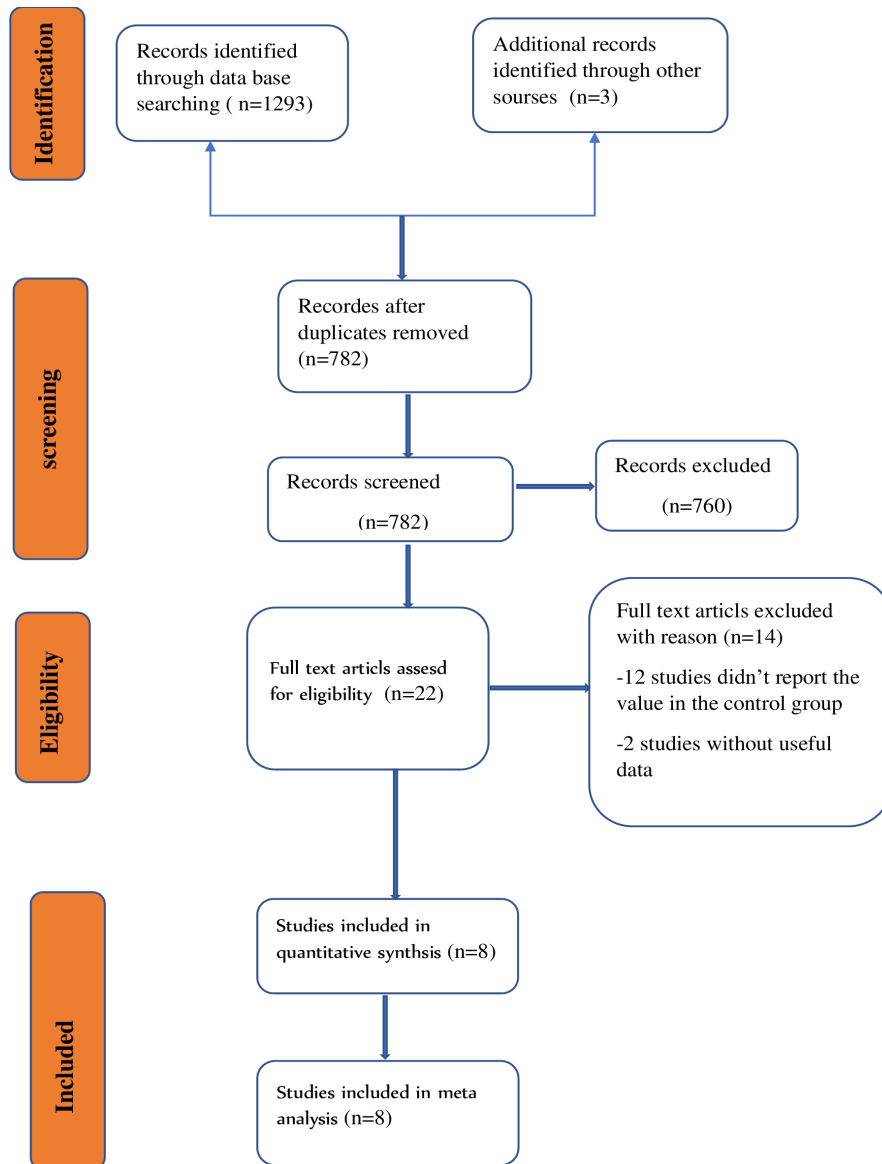 Identification
Records identified
through data base
searching ( n=1293)
Additional records
identified through other
sourses (n=3)
screening
Recordes after
duplicates removed
(n=782)
Records screened
(n=782)
Records excluded
(n=760)
Eligibility
Full text articls assesd
for eligibility (n=22)
Full text articls excluded
with reason (n=14)
-12 studies didn’t report the
value in the control group
-2 studies without useful
data
Included
Studies included in
quantitative synthsis (n=8)
Studies included in meta
analysis (n=8)